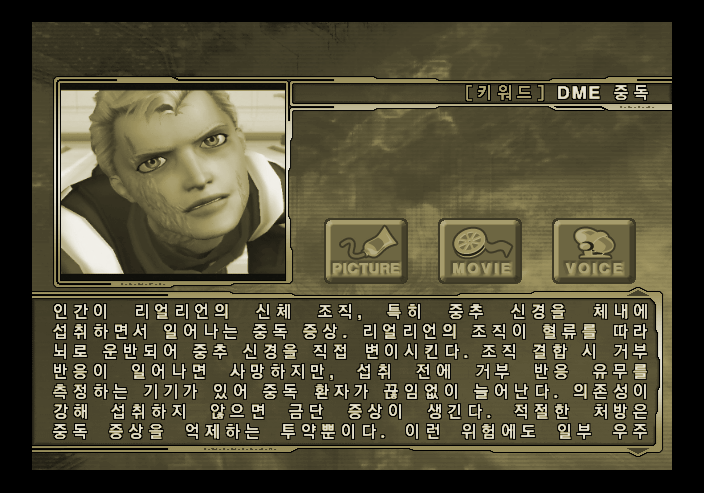 [키워드] DME 중독
PICTURE MOVIE VOICE
인간이 리얼리언의 신체 조직, 특히 중추 신경을 체내에
섭취하면서 일어나는 중독 증상. 리얼리언의 조직이 혈류를 따라
뇌로 운반되어 중추 신경을 직접 변이시킨다. 조직 결합 시 거부
반응이 일어나면 사망하지만, 섭취 전에 거부 반응 유무를
측정하는 기기가 있어 중독 환자가 끊임없이 늘어난다. 의존성이
강해 섭취하지 않으면 금단 증상이 생긴다. 적절한 처방은
중독 증상을 억제하는 투약뿐이다. 이런 위험에도 일부 우주